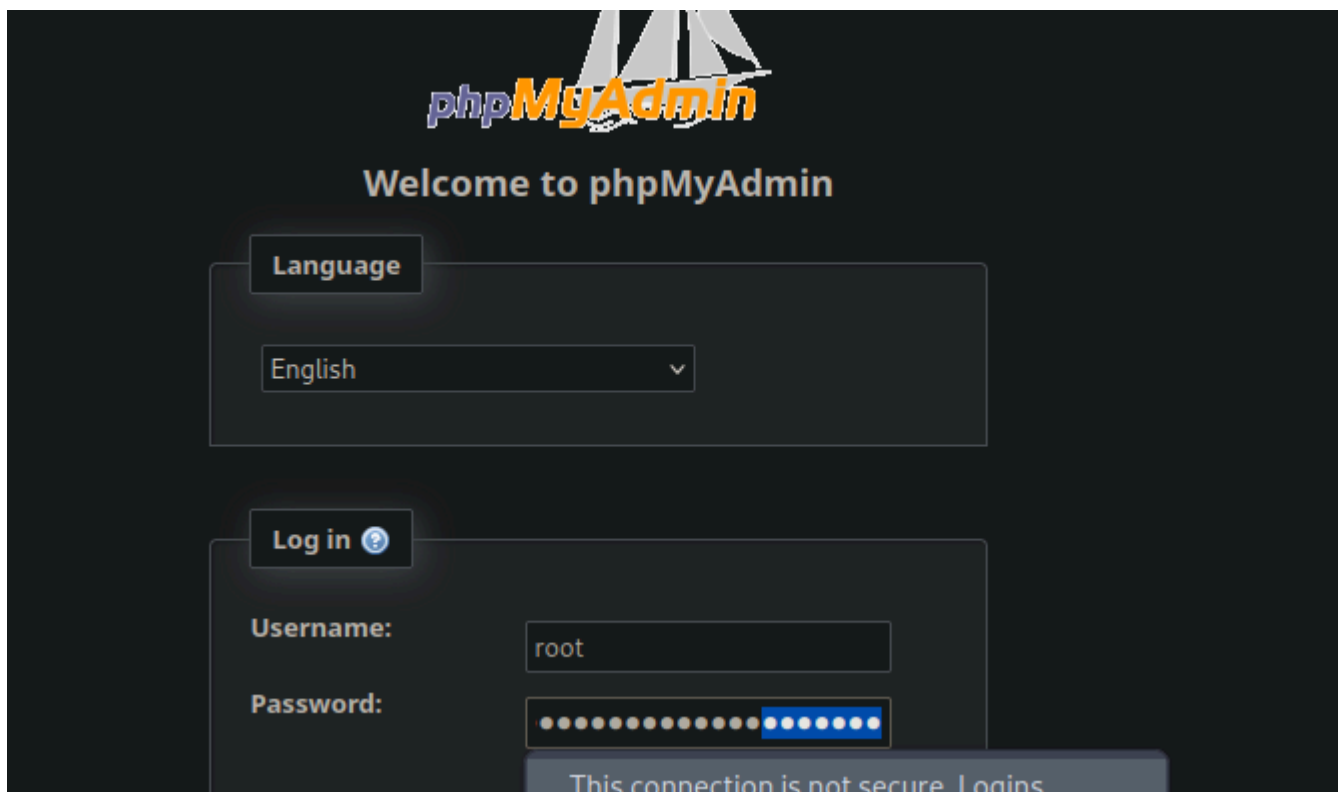 phpMyAdmin
Welcome to phpMyAdmin
Language
English
Log in
Username:
root
Password:
This connection is not secure. Logins